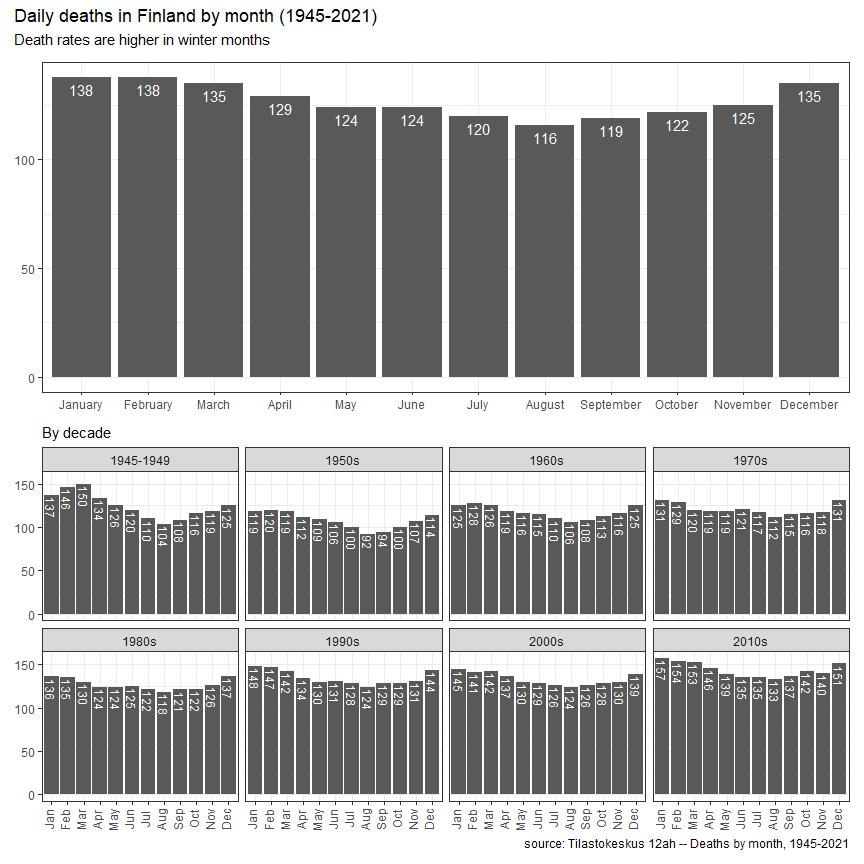 Daily deaths in Finland by month (1945-2021)
Death rates are higher in winter months
138 138 135 129 124 124 120 116 119 122 125 135
100
50
0
January February March April May June July August September October November December
By decade
1945-1949 1950s 1960s 1970s
150
100
50
0
137 146 150 134 126 120 110 104 108 116 119 125
119 120 119 112 109 106 100 92 94 100 107 114
125 128 126 119 116 115 110 106 108 113 116 125
131 129 120 119 119 121 117 112 115 116 118 131
1980s 1990s 2000s 2010s
150
100
50
0
136 135 130 124 124 125 122 118 121 122 126 137
148 147 142 134 130 131 128 124 129 129 131 144
145 141 142 137 130 129 126 124 126 128 130 139
157 154 153 146 139 135 135 133 137 142 140 151
Jan Feb Mar Apr May Jun Jul Aug Sep Oct Nov Dec
Jan Feb Mar Apr May Jun Jul Aug Sep Oct Nov Dec
Jan Feb Mar Apr May Jun Jul Aug Sep Oct Nov Dec
Jan Feb Mar Apr May Jun Jul Aug Sep Oct Nov Dec
source: Tilastokeskus 12ah -- Deaths by month, 1945-2021